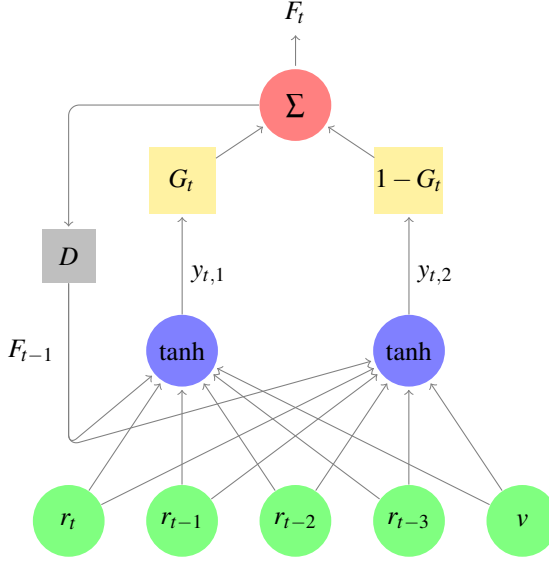 F_t
Σ
G_t
1 − G_t
D
y_{t,1}
y_{t,2}
F_{t−1}
tanh
tanh
r_t
r_{t−1}
r_{t−2}
r_{t−3}
v